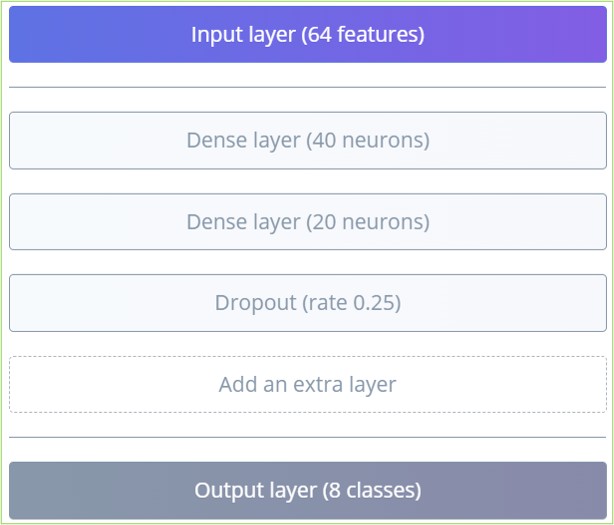 Input layer (64 features)
Dense layer (40 neurons)
Dense layer (20 neurons)
Dropout (rate 0.25)
Add an extra layer
Output layer (8 classes)